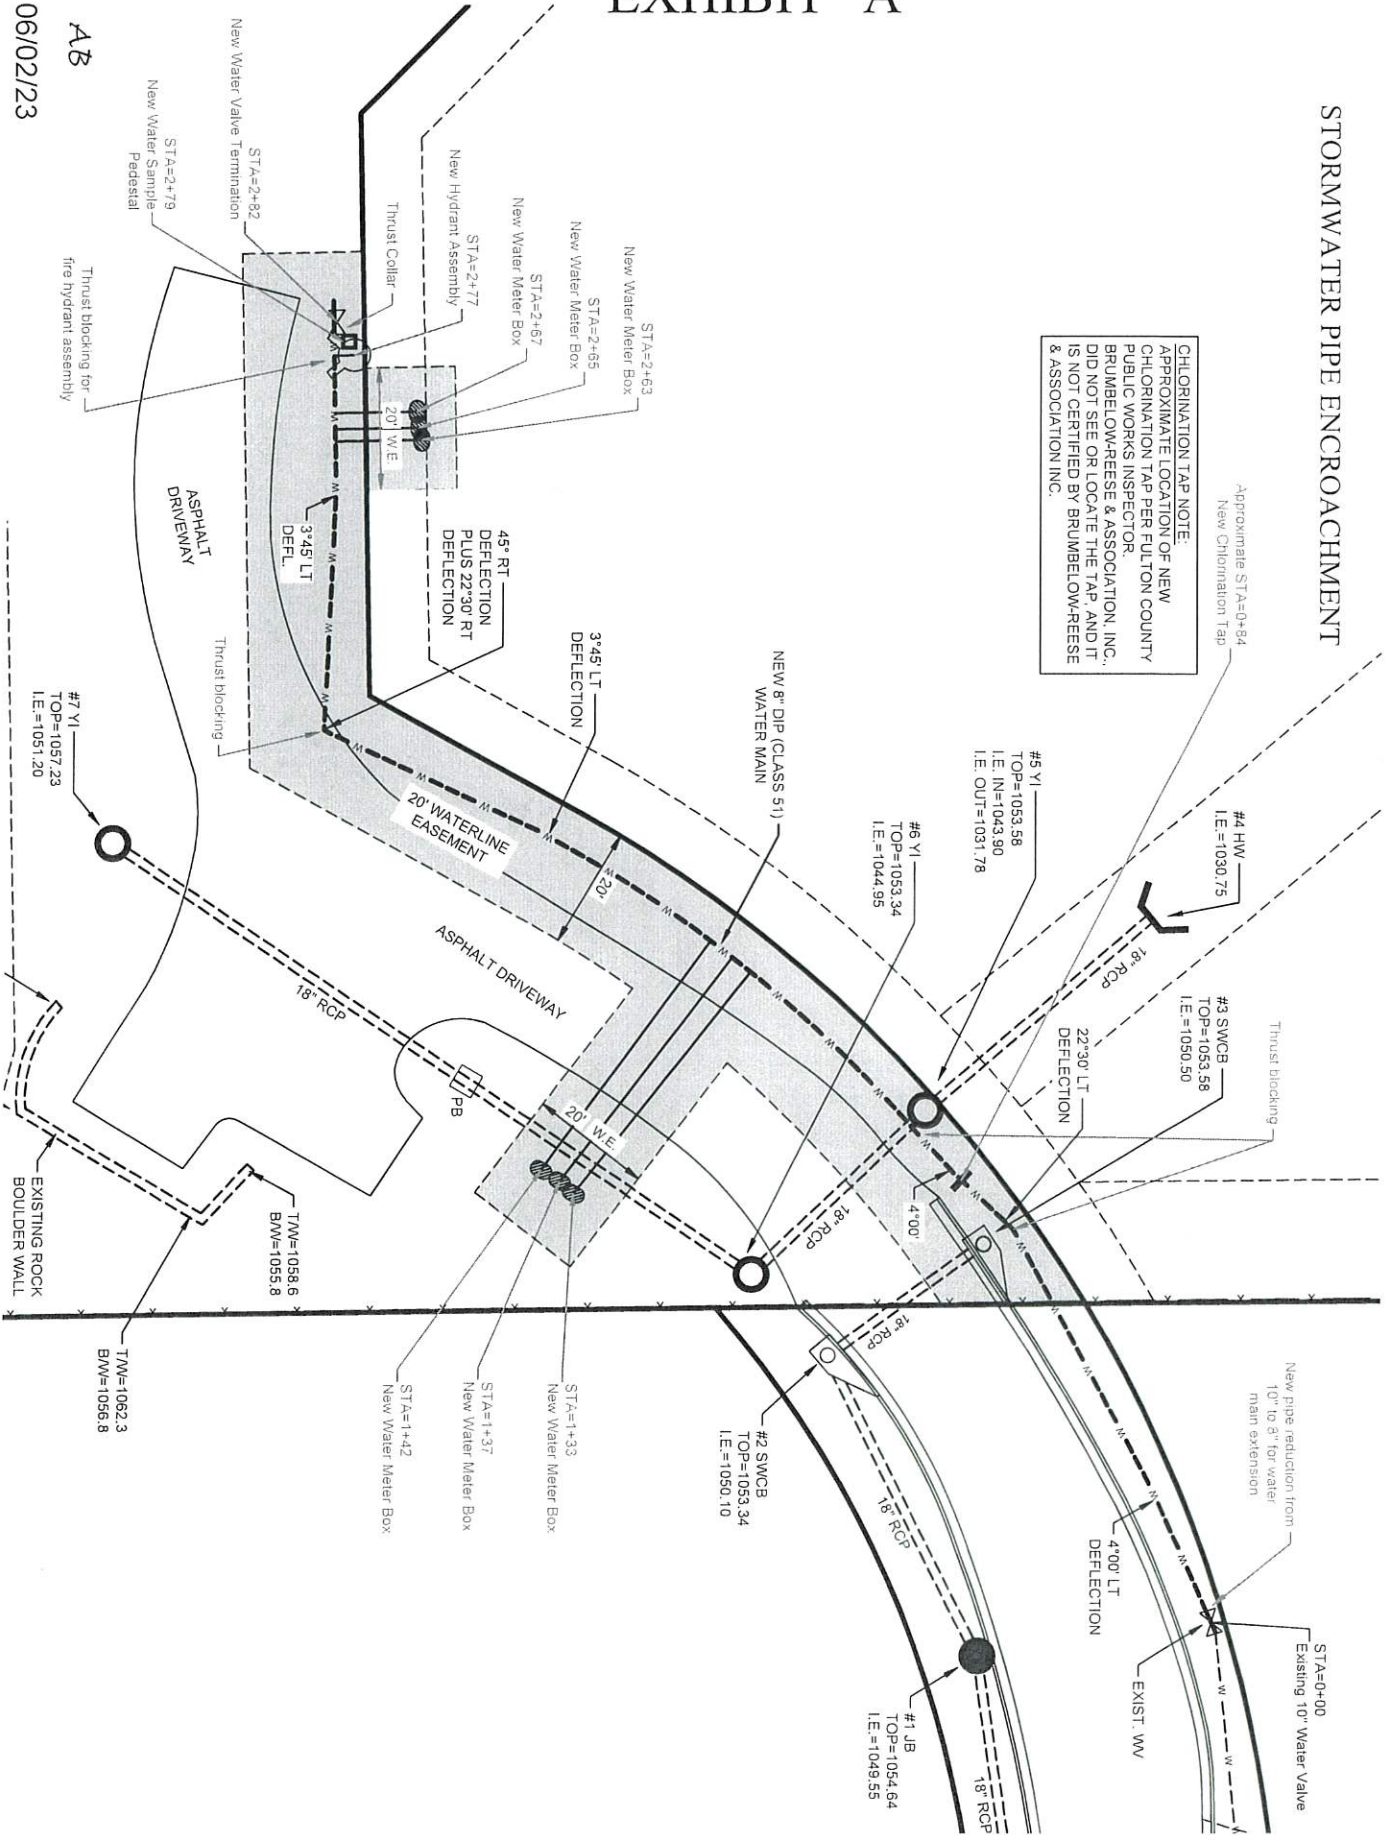 EXHIBIT "A"
STORMWATER PIPE ENCROACHMENT
CHLORINATION TAP NOTE:
APPROXIMATE LOCATION OF NEW
CHLORINATION TAP PER FULTON COUNTY
PUBLIC WORKS INSPECTOR.
BRUMBELOW-REESE & ASSOCIATION, INC.,
DID NOT SEE OR LOCATE THE TAP, AND IT
IS NOT CERTIFIED BY BRUMBELOW-REESE
& ASSOCIATION INC.
Approximate STA=0+84
New Chlorination Tap
#4 HW
I.E.=1030.75
18" RCP
Thrust blocking
#3 SWCB
TOP=1053.58
I.E.=1050.50
22°30' LT
DEFLECTION
#5 YI
TOP=1053.58
I.E. IN=1043.90
I.E. OUT=1031.78
#6 YI
TOP=1053.34
I.E.=1044.95
NEW 8" DIP (CLASS 51)
WATER MAIN
3°45' LT
DEFLECTION
45° RT
DEFLECTION
PLUS 22°30' RT
DEFLECTION
3°45' LT
DEFL.
STA=2+63
New Water Meter Box
STA=2+65
New Water Meter Box
STA=2+67
New Water Meter Box
STA=2+77
New Hydrant Assembly
Thrust Collar
20' W.E.
STA=2+82
New Water Valve Termination
STA=2+79
New Water Sample
Pedestal
Thrust blocking for
fire hydrant assembly
ASPHALT
DRIVEWAY
Thrust blocking
20' WATERLINE
EASEMENT
20'
ASPHALT DRIVEWAY
#7 YI
TOP=1057.23
I.E.=1051.20
18" RCP
PB
20' W.E.
18" RCP
4°00'
18" RCP
New pipe reduction from
10" to 8" for water
main extension
STA=0+00
Existing 10" Water Valve
EXIST. WV
4°00' LT
DEFLECTION
#1 JB
TOP=1054.64
I.E.=1049.55
18" RCP
18" RCP
#2 SWCB
TOP=1053.34
I.E.=1050.10
STA=1+33
New Water Meter Box
STA=1+37
New Water Meter Box
STA=1+42
New Water Meter Box
T/W=1058.6
B/W=1055.8
T/W=1062.3
B/W=1056.8
EXISTING ROCK
BOULDER WALL
W W W W W W W W W W W W W W W W W W W W W
AB
06/02/23